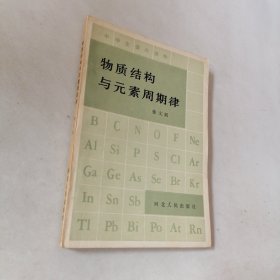 物质结构
与元素周期律
B C N O F Ne
Al Si P S Cl Ar
Ga Ge As Se Br Kr
In Sn Sb
Tl Pb Bi Po At Rn
河北人民出版社